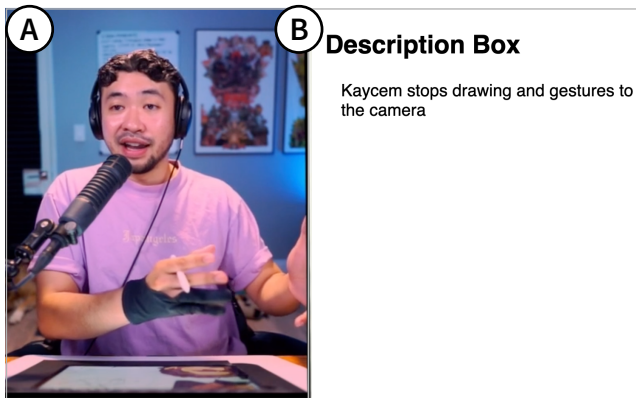 A
B
Description Box
Kaycem stops drawing and gestures to
the camera